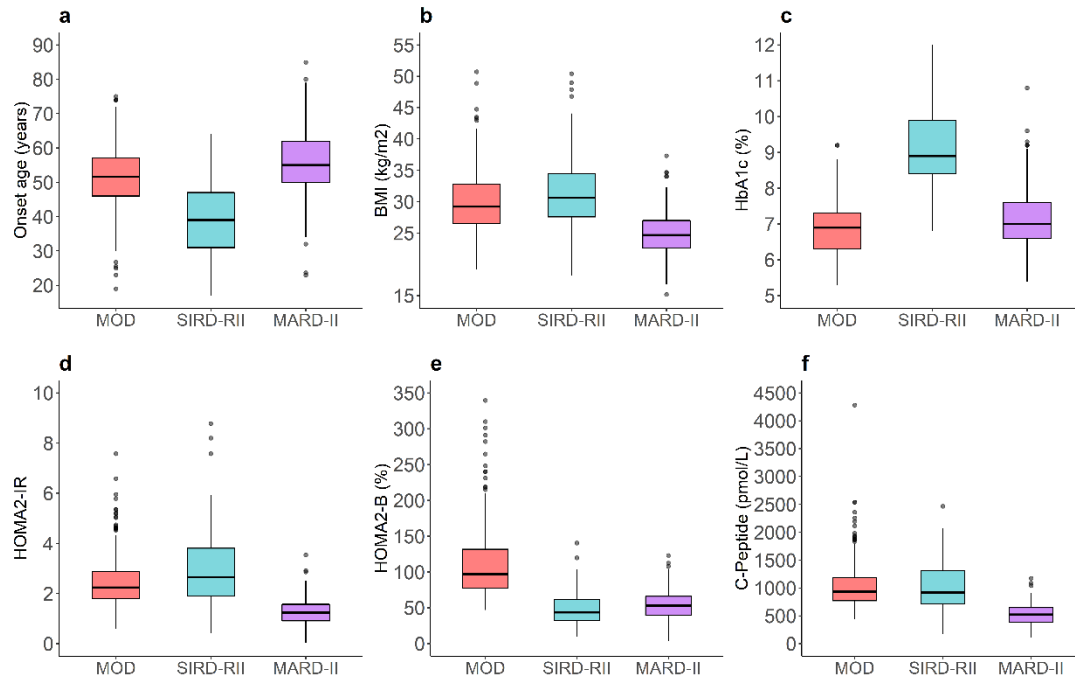 a
Onset age (years)
90
80
70
60
50
40
30
20
MOD SIRD-RII MARD-II
b
BMI (kg/m2)
55
50
45
40
35
30
25
15
MOD SIRD-RII MARD-II
c
HbA1c (%)
12
11
10
9
8
7
6
5
MOD SIRD-RII MARD-II
d
HOMA2-IR
10
8
6
4
2
0
MOD SIRD-RII MARD-II
e
HOMA2-B (%)
350
300
250
200
150
100
50
0
MOD SIRD-RII MARD-II
f
C-Peptide (pmol/L)
4500
4000
3500
3000
2500
2000
1500
1000
500
0
MOD SIRD-RII MARD-II